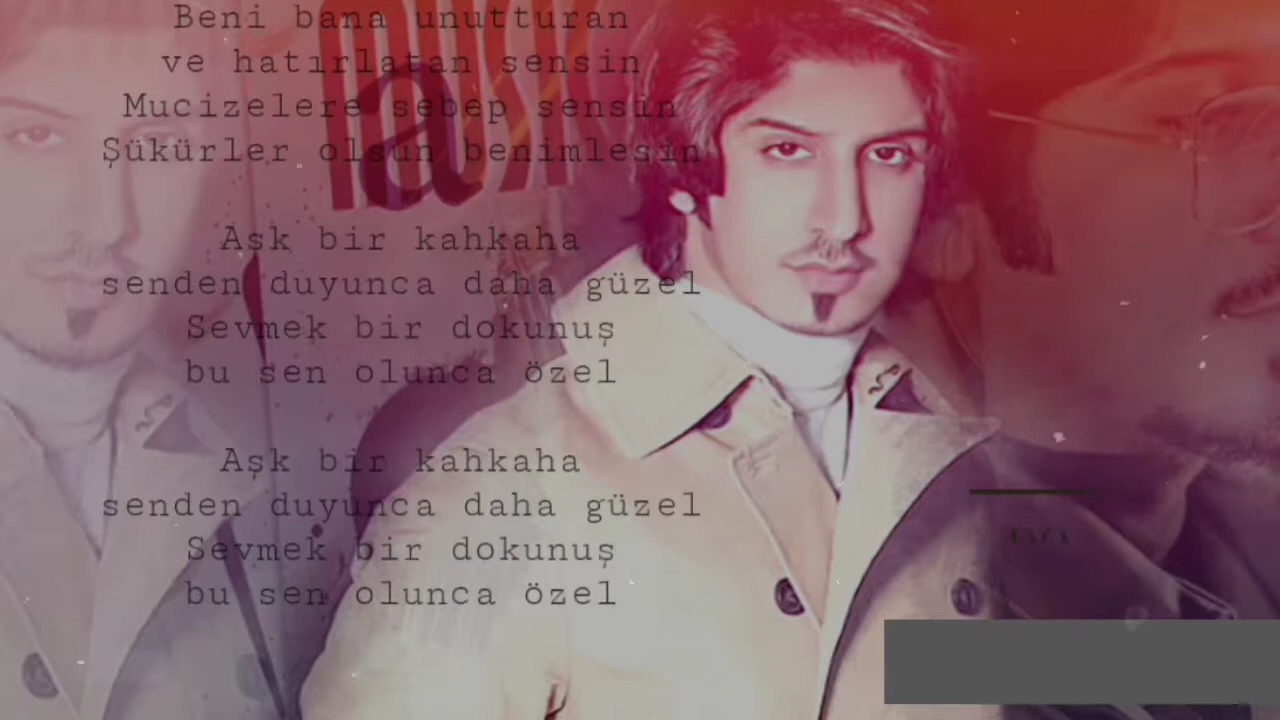 Beni bana unutturan
ve hatırlatan sensin
Mucizelere sebep sensin
Şükürler olsun benimlesin
Aşk bir kahkaha
senden duyunca daha güzel
Sevmek bir dokunuş
bu sen olunca özel
Aşk bir kahkaha
senden duyunca daha güzel
Sevmek bir dokunuş
bu sen olunca özel